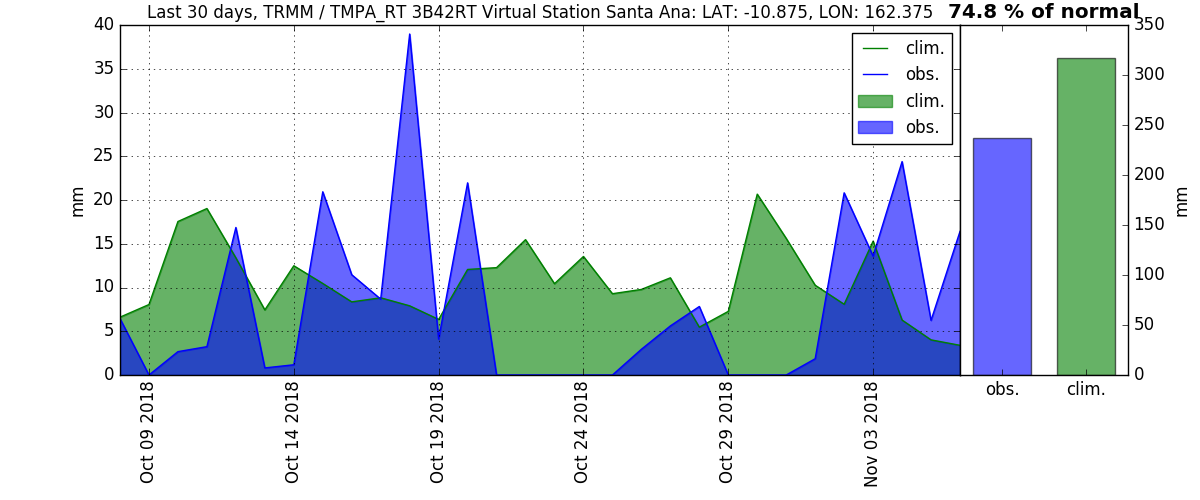 Last 30 days, TRMM / TMPA_RT 3B42RT Virtual Station Santa Ana: LAT: -10.875, LON: 162.375 74.8 % of normal
40
35
30
25
20
15
10
5
0
mm
clim.
obs.
clim.
obs.
350
300
250
200
150
100
50
0
mm
Oct 09 2018
Oct 14 2018
Oct 19 2018
Oct 24 2018
Oct 29 2018
Nov 03 2018
obs.
clim.